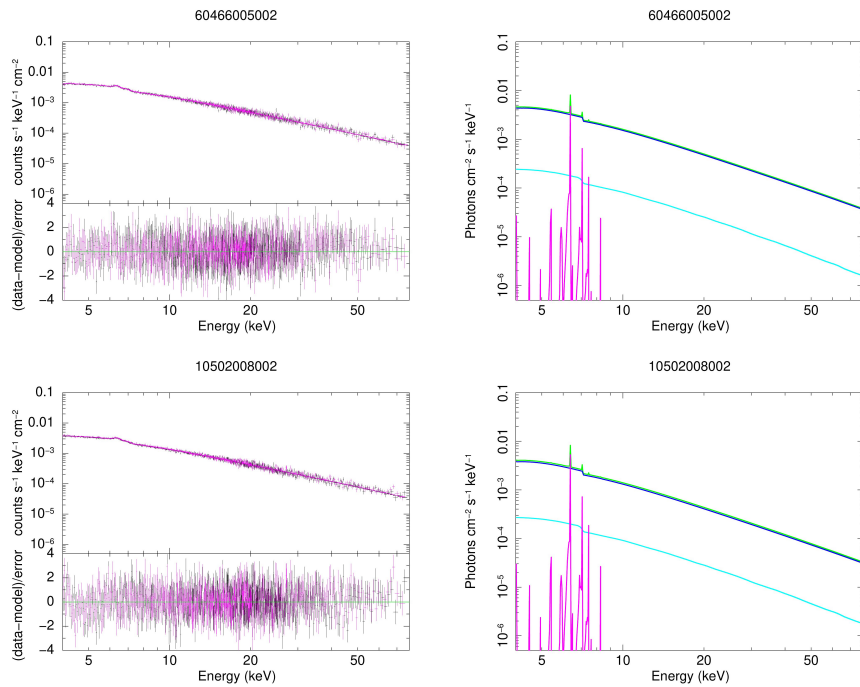 60466005002
0.1
0.01
10⁻³
10⁻⁴
10⁻⁵
10⁻⁶
counts s⁻¹ keV⁻¹ cm⁻²
4
2
0
−2
−4
(data−model)/error
5 10 20 50
Energy (keV)
60466005002
0.1
0.01
10⁻³
10⁻⁴
10⁻⁵
10⁻⁶
Photons cm⁻² s⁻¹ keV⁻¹
5 10 20 50
Energy (keV)
10502008002
0.1
0.01
10⁻³
10⁻⁴
10⁻⁵
10⁻⁶
counts s⁻¹ keV⁻¹ cm⁻²
2
0
−2
−4
(data−model)/error
5 10 20 50
Energy (keV)
10502008002
0.1
0.01
10⁻³
10⁻⁴
10⁻⁵
10⁻⁶
Photons cm⁻² s⁻¹ keV⁻¹
5 10 20 50
Energy (keV)